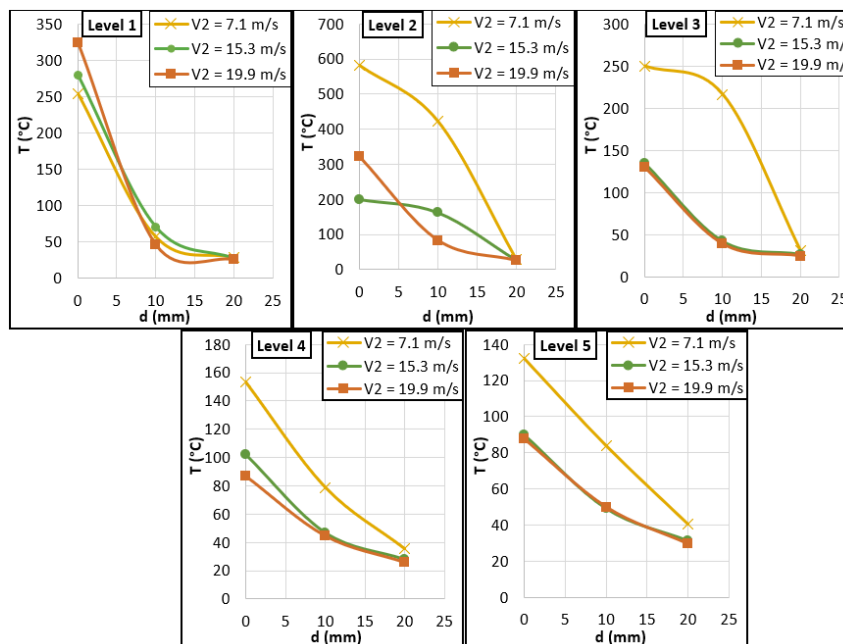 Level 1
V2 = 7.1 m/s
V2 = 15.3 m/s
V2 = 19.9 m/s
T (°C)
350
300
250
200
150
100
50
0
0 5 10 15 20 25
d (mm)
Level 2
V2 = 7.1 m/s
V2 = 15.3 m/s
V2 = 19.9 m/s
T (°C)
700
600
500
400
300
200
100
0
0 5 10 15 20 25
d (mm)
Level 3
V2 = 7.1 m/s
V2 = 15.3 m/s
V2 = 19.9 m/s
T (°C)
300
250
200
150
100
50
0
0 5 10 15 20 25
d (mm)
Level 4
V2 = 7.1 m/s
V2 = 15.3 m/s
V2 = 19.9 m/s
T (°C)
180
160
140
120
100
80
60
40
20
0
0 5 10 15 20 25
d (mm)
Level 5
V2 = 7.1 m/s
V2 = 15.3 m/s
V2 = 19.9 m/s
T (°C)
140
120
100
80
60
40
20
0
0 5 10 15 20 25
d (mm)